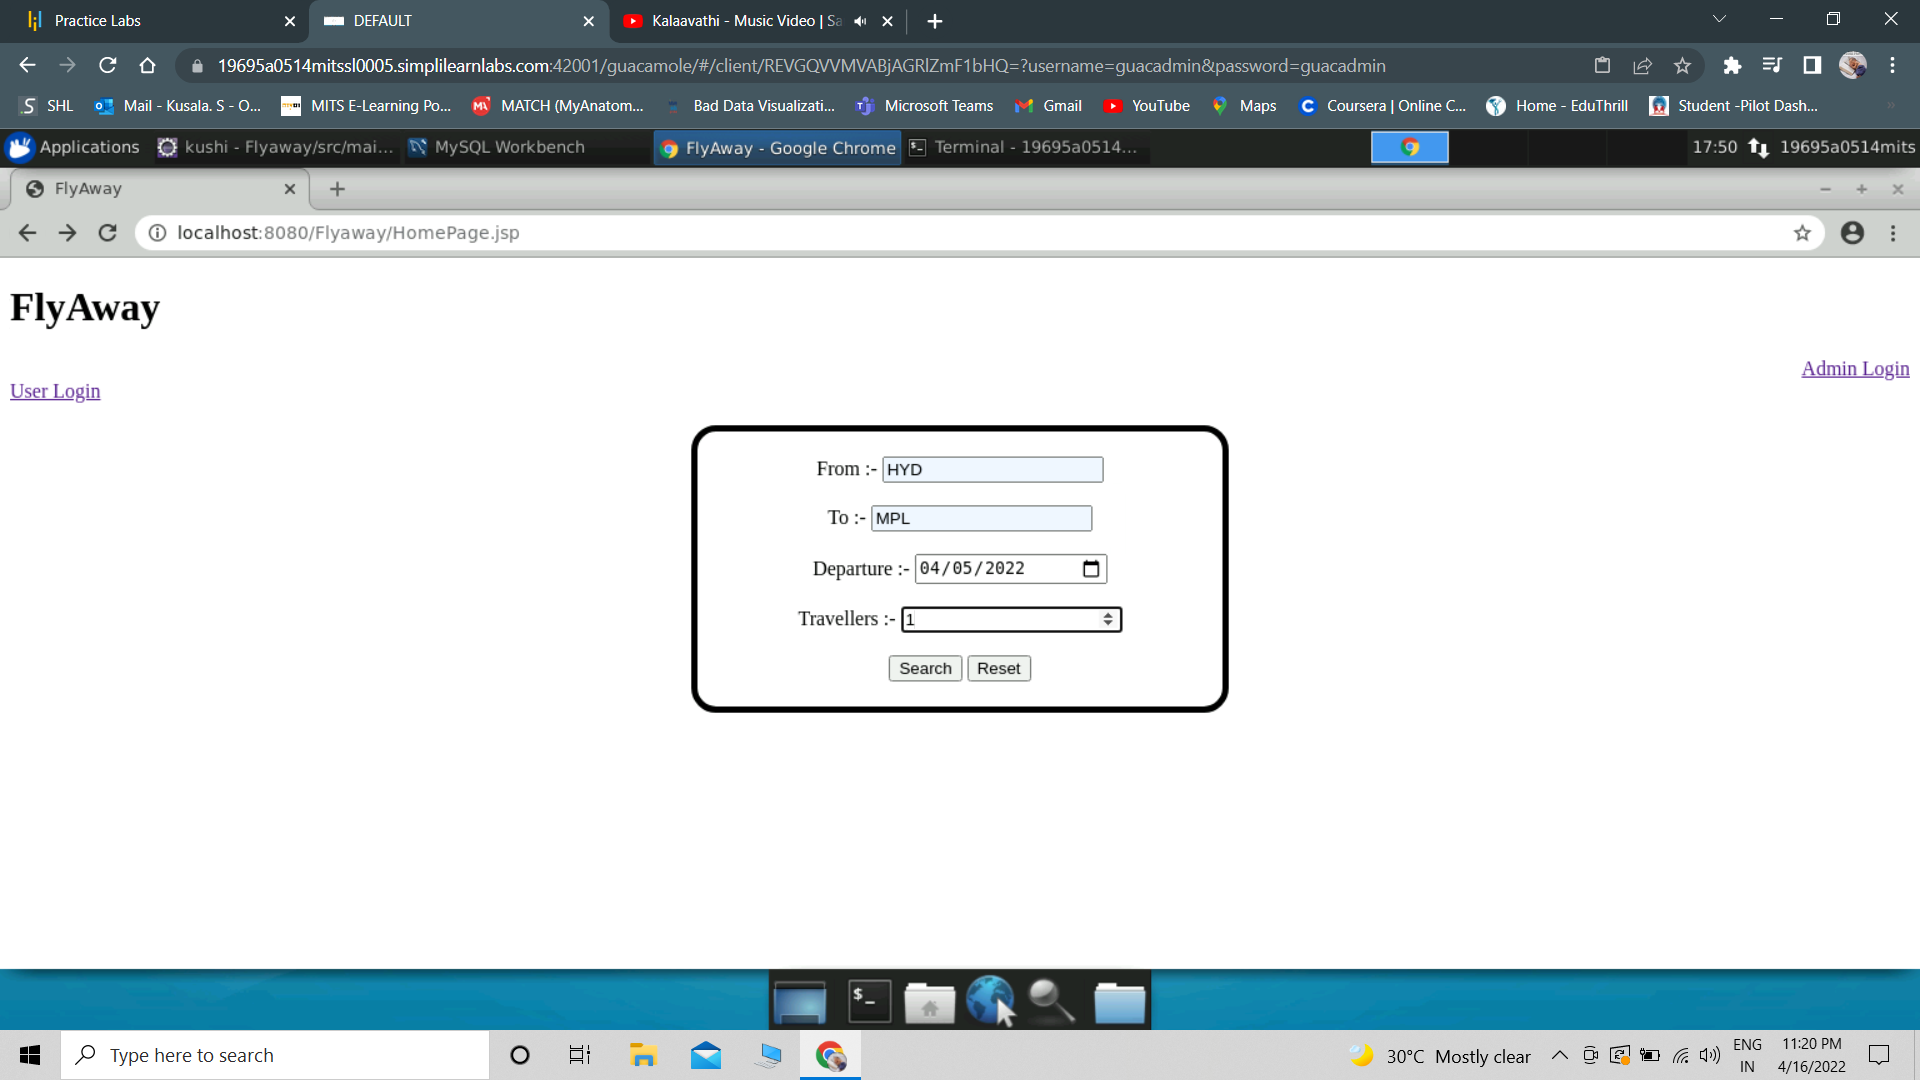 Practice Labs
DEFAULT
Kalaavathi - Music Video | Sa
19695a0514mitssl0005.simplilearnlabs.com:42001/guacamole/#/client/REVGQVVMVABjAGRlZmF1bHQ=?username=guacadmin&password=guacadmin
SHL
Mail - Kusala. S - O...
MITS E-Learning Po...
MATCH (MyAnatom...
Bad Data Visualizati...
Microsoft Teams
Gmail
YouTube
Maps
Coursera | Online C...
Home - EduThrill
Student -Pilot Dash...
Applications
kushi - Flyaway/src/mai...
MySQL Workbench
FlyAway - Google Chrome
Terminal - 19695a0514...
17:50
19695a0514mits
FlyAway
localhost:8080/Flyaway/HomePage.jsp
FlyAway
Admin Login
User Login
From :- HYD
To :- MPL
Departure :- 04/05/2022
Travellers :- 1
Search Reset
Type here to search
30°C Mostly clear
ENG
IN
11:20 PM
4/16/2022